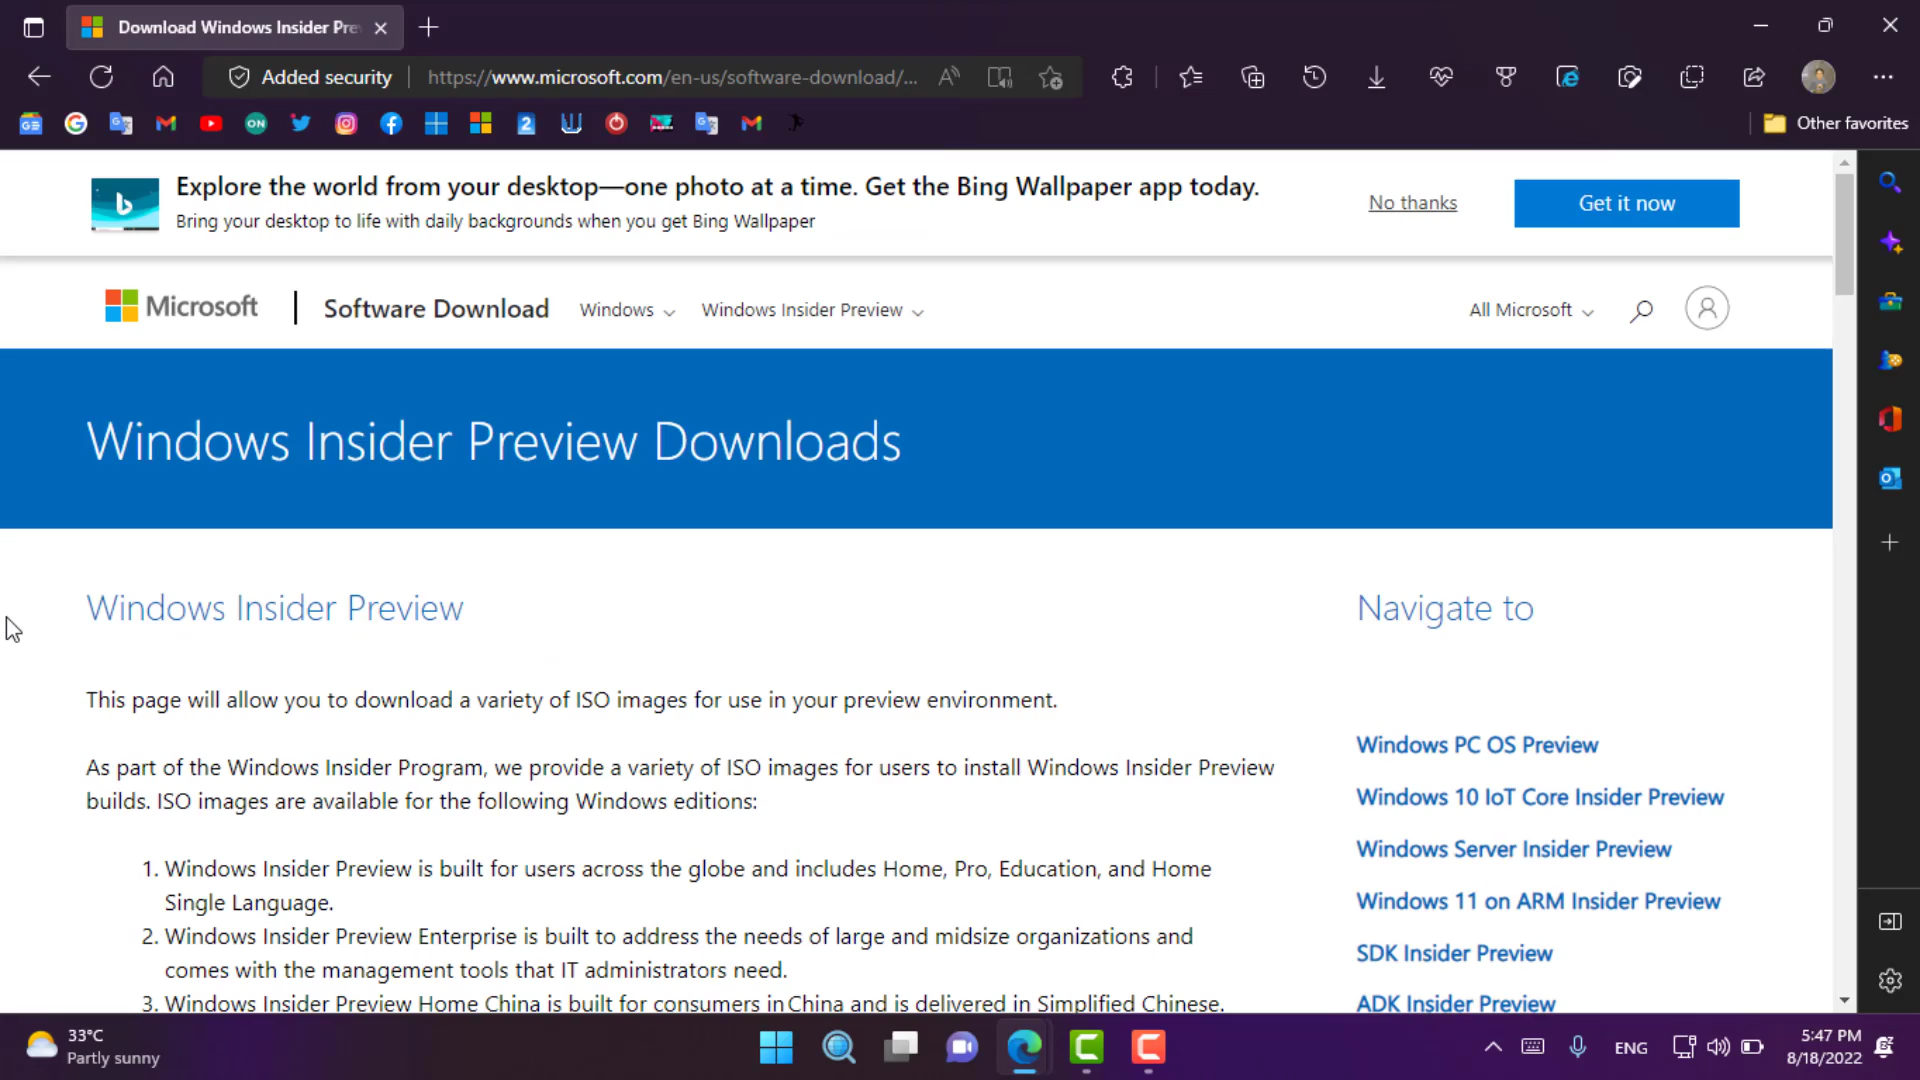 Download Windows Insider Pre
Added security
https://www.microsoft.com/en-us/software-download/...
Other favorites
Explore the world from your desktop—one photo at a time. Get the Bing Wallpaper app today.
Bring your desktop to life with daily backgrounds when you get Bing Wallpaper
No thanks
Get it now
Microsoft
Software Download
Windows
Windows Insider Preview
All Microsoft
Windows Insider Preview Downloads
Windows Insider Preview
This page will allow you to download a variety of ISO images for use in your preview environment.
As part of the Windows Insider Program, we provide a variety of ISO images for users to install Windows Insider Preview
builds. ISO images are available for the following Windows editions:
1. Windows Insider Preview is built for users across the globe and includes Home, Pro, Education, and Home
Single Language.
2. Windows Insider Preview Enterprise is built to address the needs of large and midsize organizations and
comes with the management tools that IT administrators need.
3. Windows Insider Preview Home China is built for consumers in China and is delivered in Simplified Chinese.
Navigate to
Windows PC OS Preview
Windows 10 IoT Core Insider Preview
Windows Server Insider Preview
Windows 11 on ARM Insider Preview
SDK Insider Preview
ADK Insider Preview
33°C
Partly sunny
ENG
5:47 PM
8/18/2022